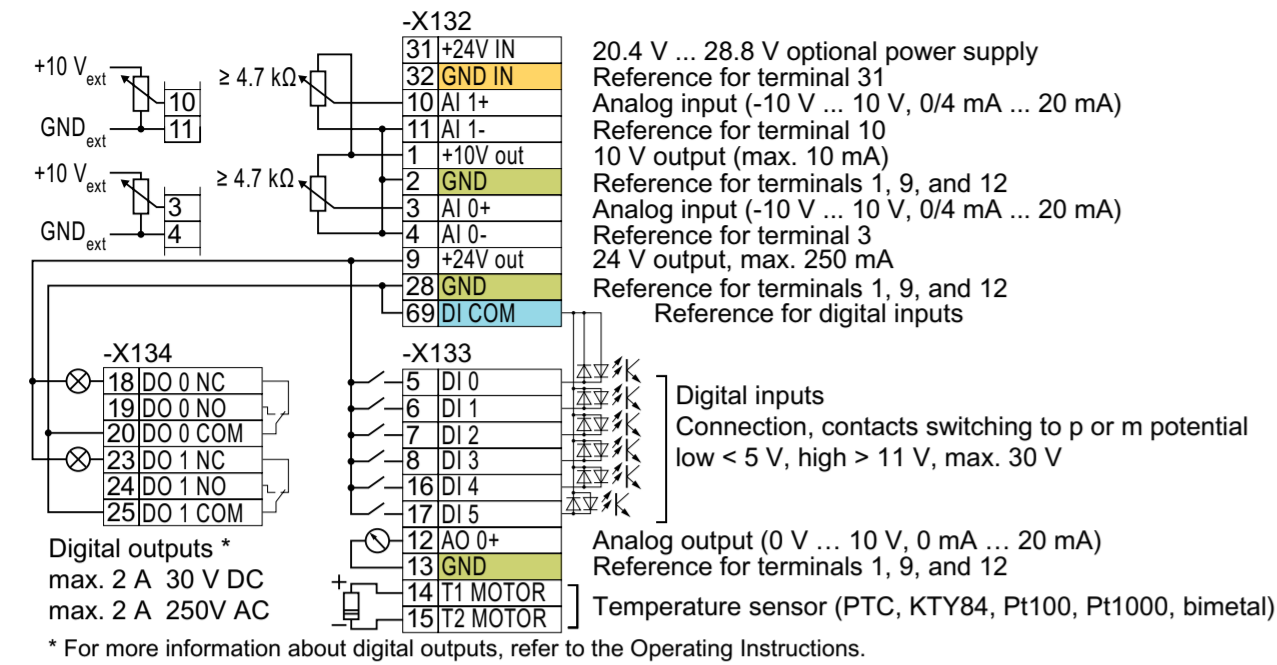 -X132
31 +24V IN 20.4 V ... 28.8 V optional power supply
32 GND IN Reference for terminal 31
10 AI 1+ Analog input (-10 V ... 10 V, 0/4 mA ... 20 mA)
11 AI 1- Reference for terminal 10
1 +10V out 10 V output (max. 10 mA)
2 GND Reference for terminals 1, 9, and 12
3 AI 0+ Analog input (-10 V ... 10 V, 0/4 mA ... 20 mA)
4 AI 0- Reference for terminal 3
9 +24V out 24 V output, max. 250 mA
28 GND Reference for terminals 1, 9, and 12
69 DI COM Reference for digital inputs
+10 V ext
≥ 4.7 kΩ
10
GND ext
11
+10 V ext
≥ 4.7 kΩ
3
GND ext
4
-X134
18 DO 0 NC
19 DO 0 NO
20 DO 0 COM
23 DO 1 NC
24 DO 1 NO
25 DO 1 COM
Digital outputs *
max. 2 A 30 V DC
max. 2 A 250V AC
-X133
5 DI 0
6 DI 1
7 DI 2
8 DI 3
16 DI 4
17 DI 5
Digital inputs
Connection, contacts switching to p or m potential
low < 5 V, high > 11 V, max. 30 V
12 AO 0+ Analog output (0 V … 10 V, 0 mA … 20 mA)
13 GND Reference for terminals 1, 9, and 12
+
14 T1 MOTOR
15 T2 MOTOR
–
Temperature sensor (PTC, KTY84, Pt100, Pt1000, bimetal)
* For more information about digital outputs, refer to the Operating Instructions.